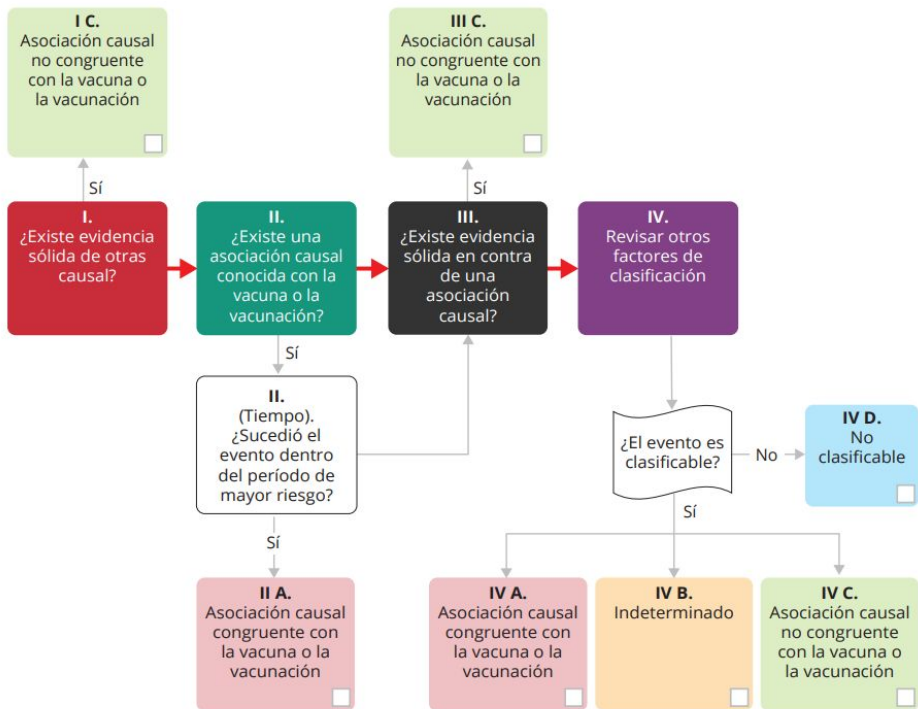 I C.
Asociación causal
no congruente
con la vacuna o
la vacunación
III C.
Asociación causal
no congruente con
la vacuna o la
vacunación
Sí
Sí
I.
¿Existe evidencia
sólida de otras
causal?
II.
¿Existe una
asociación causal
conocida con la
vacuna o la
vacunación?
III.
¿Existe evidencia
sólida en contra
de una
asociación
causal?
IV.
Revisar otros
factores de
clasificación
Sí
II.
(Tiempo).
¿Sucedió el
evento dentro
del período de
mayor riesgo?
¿El evento es
clasificable?
No
IV D.
No
clasificable
Sí
Sí
II A.
Asociación causal
congruente con
la vacuna o la
vacunación
IV A.
Asociación causal
congruente con
la vacuna o la
vacunación
IV B.
Indeterminado
IV C.
Asociación causal
no congruente
con la vacuna o
la vacunación